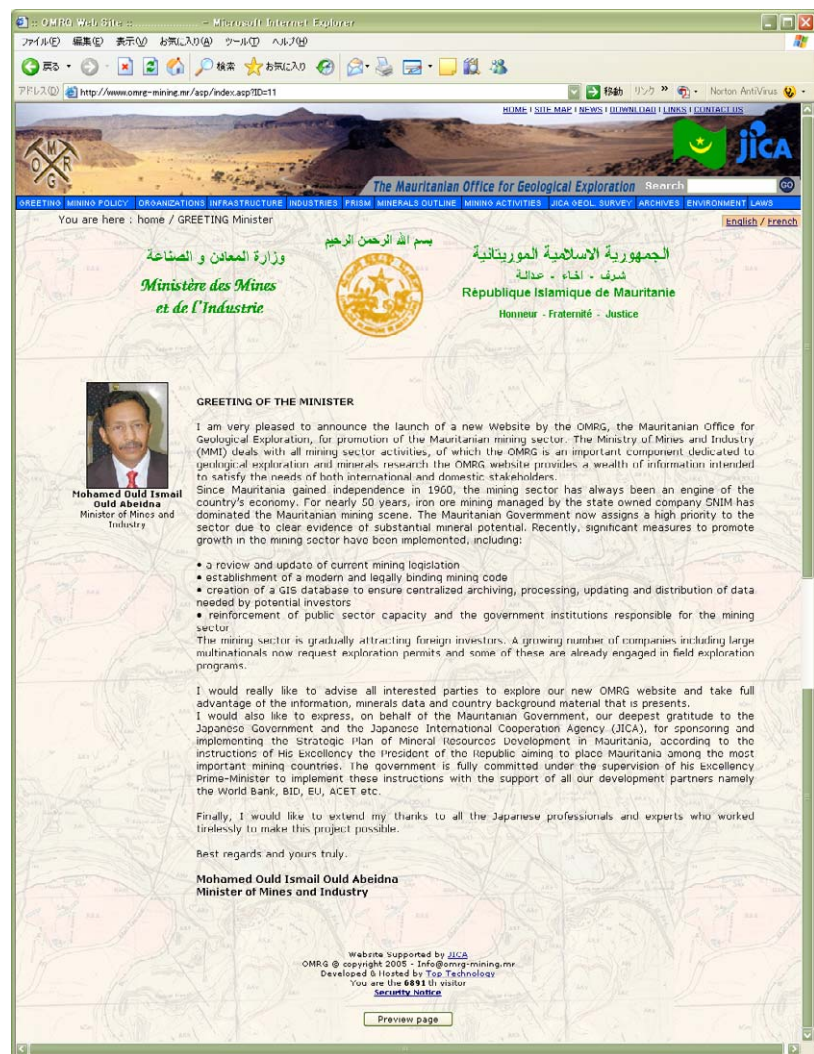 :: OMRG Web Site :: .................... - Microsoft Internet Explorer
ファイル(F) 編集(E) 表示(V) お気に入り(A) ツール(T) ヘルプ(H)
戻る 検索 お気に入り
アドレス(D) http://www.omrg-mining.mr/asp/index.asp?ID=11 移動 リンク » Norton AntiVirus
HOME | SITE MAP | NEWS | DOWNLOAD | LINKS | CONTACT US
O M R G
JICA
The Mauritanian Office for Geological Exploration Search GO
GREETING MINING POLICY ORGANIZATIONS INFRASTRUCTURE INDUSTRIES PRISM MINERALS OUTLINE MINING ACTIVITIES JICA GEOL. SURVEY ARCHIVES ENVIRONMENT LAWS
You are here : home / GREETING Minister
English / French
بسم الله الرحمن الرحيم
وزارة المعادن و الصناعة
الجمهورية الاسلامية الموريتانية
شرف - اخاء - عدالة
Ministère des Mines
et de l'Industrie
République Islamique de Mauritanie
Honneur - Fraternité - Justice
Mohamed Ould Ismail
Ould Abeidna
Minister of Mines and
Industry
GREETING OF THE MINISTER
I am very pleased to announce the launch of a new Website by the OMRG, the Mauritanian Office for
Geological Exploration, for promotion of the Mauritanian mining sector. The Ministry of Mines and Industry
(MMI) deals with all mining sector activities, of which the OMRG is an important component dedicated to
geological exploration and minerals research the OMRG website provides a wealth of information intended
to satisfy the needs of both international and domestic stakeholders.
Since Mauritania gained independence in 1960, the mining sector has always been an engine of the
country's economy. For nearly 50 years, iron ore mining managed by the state owned company SNIM has
dominated the Mauritanian mining scene. The Mauritanian Government now assigns a high priority to the
sector due to clear evidence of substantial mineral potential. Recently, significant measures to promote
growth in the mining sector have been implemented, including:
• a review and update of current mining legislation
• establishment of a modern and legally binding mining code
• creation of a GIS database to ensure centralized archiving, processing, updating and distribution of data
needed by potential investors
• reinforcement of public sector capacity and the government institutions responsible for the mining
sector
The mining sector is gradually attracting foreign investors. A growing number of companies including large
multinationals now request exploration permits and some of these are already engaged in field exploration
programs.
I would really like to advise all interested parties to explore our new OMRG website and take full
advantage of the information, minerals data and country background material that is presents.
I would also like to express, on behalf of the Mauritanian Government, our deepest gratitude to the
Japanese Government and the Japanese International Cooperation Agency (JICA), for sponsoring and
implementing the Strategic Plan of Mineral Resources Development in Mauritania, according to the
instructions of His Excellency the President of the Republic aiming to place Mauritania among the most
important mining countries. The government is fully committed under the supervision of his Excellency
Prime-Minister to implement these instructions with the support of all our development partners namely
the World Bank, BID, EU, ACET etc.
Finally, I would like to extend my thanks to all the Japanese professionals and experts who worked
tirelessly to make this project possible.
Best regards and yours truly.
Mohamed Ould Ismail Ould Abeidna
Minister of Mines and Industry
Website Supported by JICA
OMRG © copyright 2005 - Info@omrg-mining.mr
Developed & Hosted by Top Technology
You are the 6891 th visitor
Security Notice
Preview page